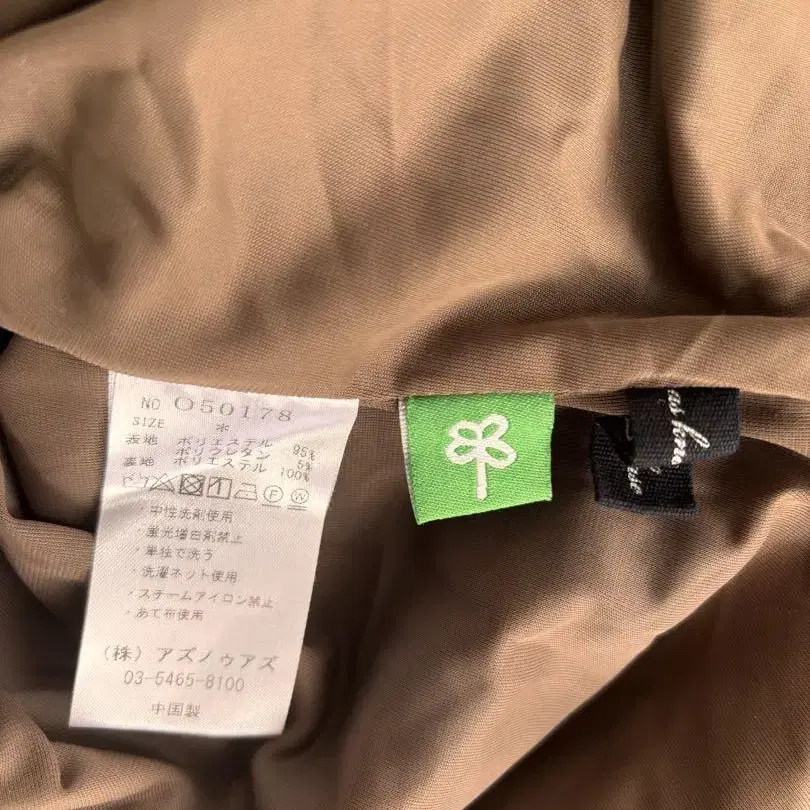 NO O50178
SIZE *
表地 ポリエステル 95%
ポリウレタン 5%
裏地 ポリエステル 100%
F W
・中性洗剤使用
・蛍光増白剤禁止
・単独で洗う
・洗濯ネット使用
・スチームアイロン禁止
・あて布使用
(株) アズノゥアズ
03-5465-8100
中国製